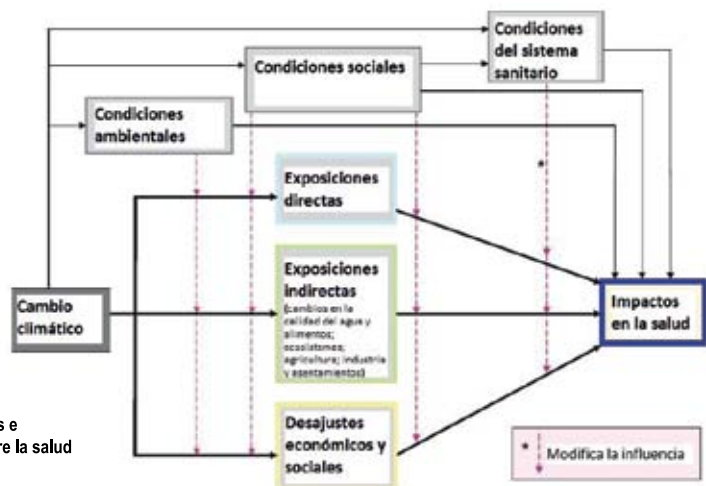 Condiciones
del sistema
sanitario
Condiciones sociales
Condiciones
ambientales
Exposiciones
directas
Exposiciones
indirectas
(cambios en la
calidad del agua y
alimentos;
ecosistemas;
agricultura; industria
y asentamientos)
Cambio
climático
Impactos
en la salud
Desajustes
económicos y
sociales
s e
re la salud
*
* Modifica la influencia